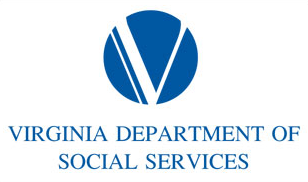 VIRGINIA DEPARTMENT OF
SOCIAL SERVICES